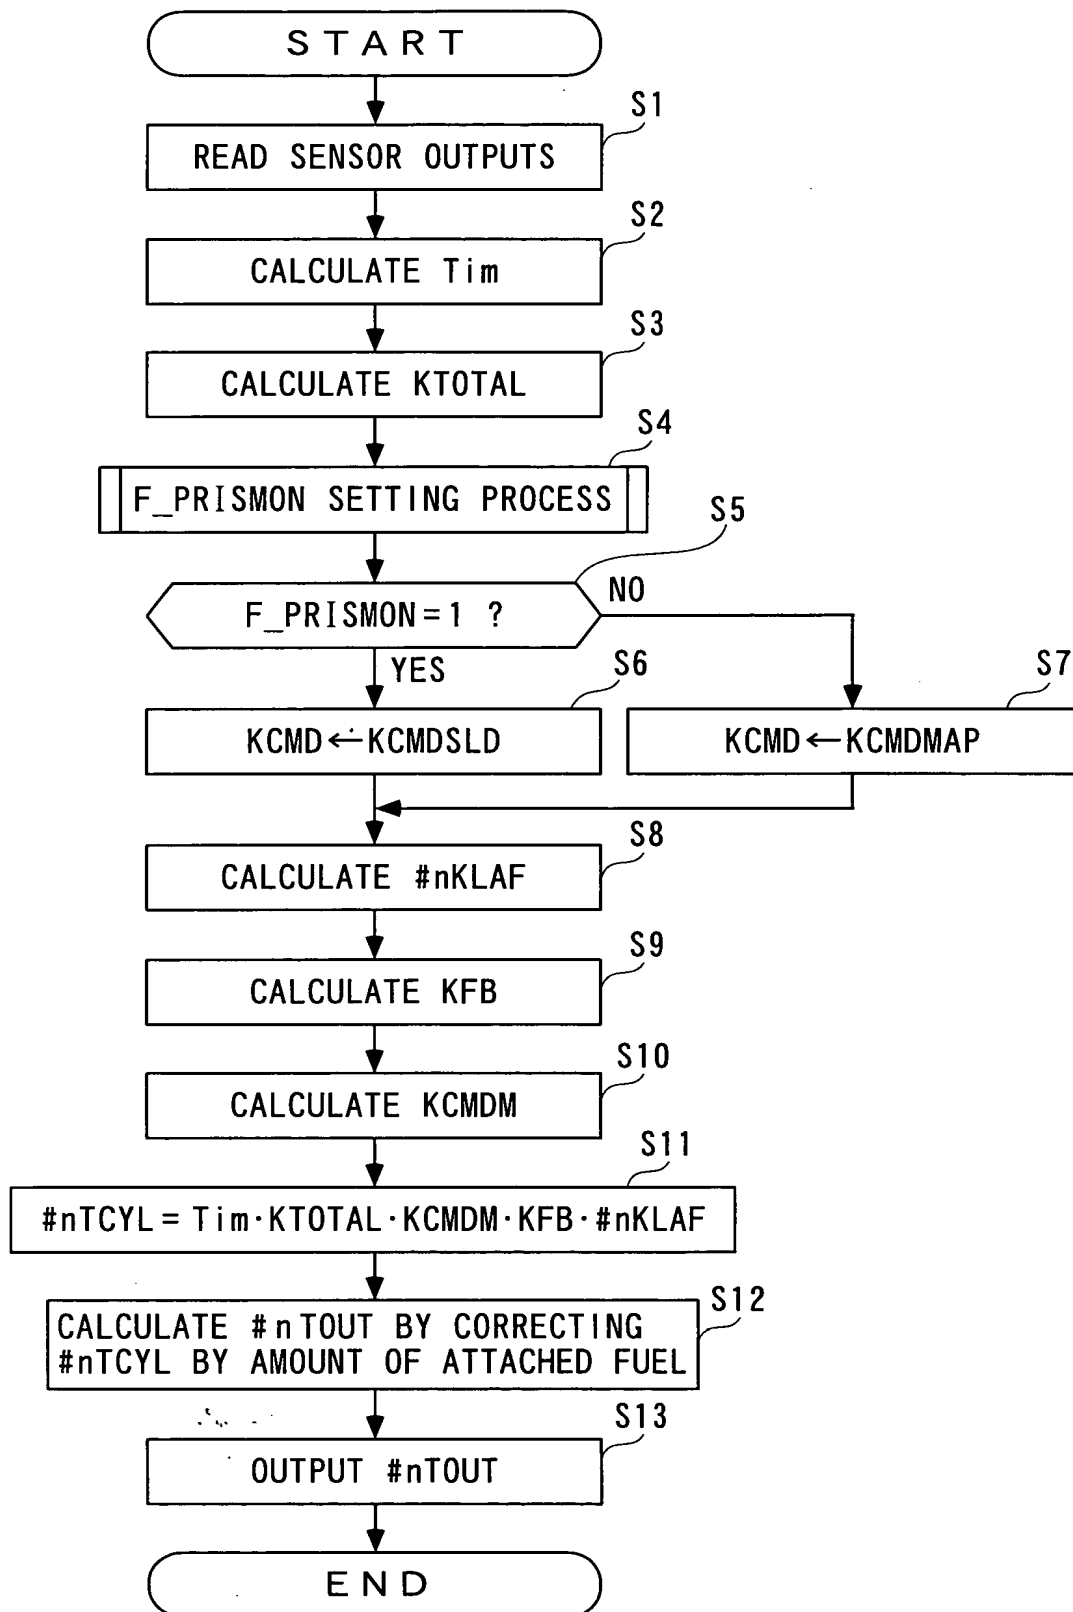 START
S1
READ SENSOR OUTPUTS
S2
CALCULATE Tim
S3
CALCULATE KTOTAL
S4
F_PRISMON SETTING PROCESS
S5
F_PRISMON=1 ?
NO
YES
S6
KCMD←KCMDSLD
S7
KCMD←KCMDMAP
S8
CALCULATE #nKLAF
S9
CALCULATE KFB
S10
CALCULATE KCMDM
S11
#nTCYL=Tim·KTOTAL·KCMDM·KFB·#nKLAF
S12
CALCULATE #nTOUT BY CORRECTING
#nTCYL BY AMOUNT OF ATTACHED FUEL
S13
OUTPUT #nTOUT
END